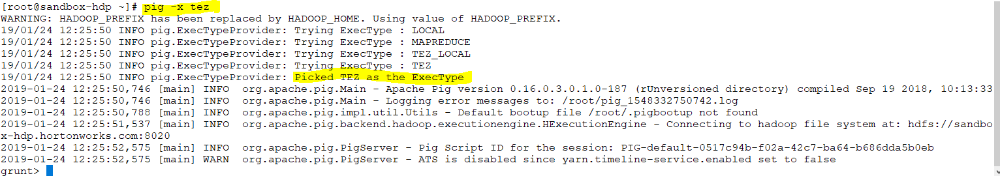 [root@sandbox-hdp ~]# pig -x tez
WARNING: HADOOP_PREFIX has been replaced by HADOOP_HOME. Using value of HADOOP_PREFIX.
19/01/24 12:25:50 INFO pig.ExecTypeProvider: Trying ExecType : LOCAL
19/01/24 12:25:50 INFO pig.ExecTypeProvider: Trying ExecType : MAPREDUCE
19/01/24 12:25:50 INFO pig.ExecTypeProvider: Trying ExecType : TEZ_LOCAL
19/01/24 12:25:50 INFO pig.ExecTypeProvider: Trying ExecType : TEZ
19/01/24 12:25:50 INFO pig.ExecTypeProvider: Picked TEZ as the ExecType
2019-01-24 12:25:50,746 [main] INFO  org.apache.pig.Main - Apache Pig version 0.16.0.3.0.1.0-187 (rUnversioned directory) compiled Sep 19 2018, 10:13:33
2019-01-24 12:25:50,746 [main] INFO  org.apache.pig.Main - Logging error messages to: /root/pig_1548332750742.log
2019-01-24 12:25:50,788 [main] INFO  org.apache.pig.impl.util.Utils - Default bootup file /root/.pigbootup not found
2019-01-24 12:25:51,537 [main] INFO  org.apache.pig.backend.hadoop.executionengine.HExecutionEngine - Connecting to hadoop file system at: hdfs://sandbo
x-hdp.hortonworks.com:8020
2019-01-24 12:25:52,575 [main] INFO  org.apache.pig.PigServer - Pig Script ID for the session: PIG-default-0517c94b-f02a-42c7-ba64-b686dda5b0eb
2019-01-24 12:25:52,575 [main] WARN  org.apache.pig.PigServer - ATS is disabled since yarn.timeline-service.enabled set to false
grunt>